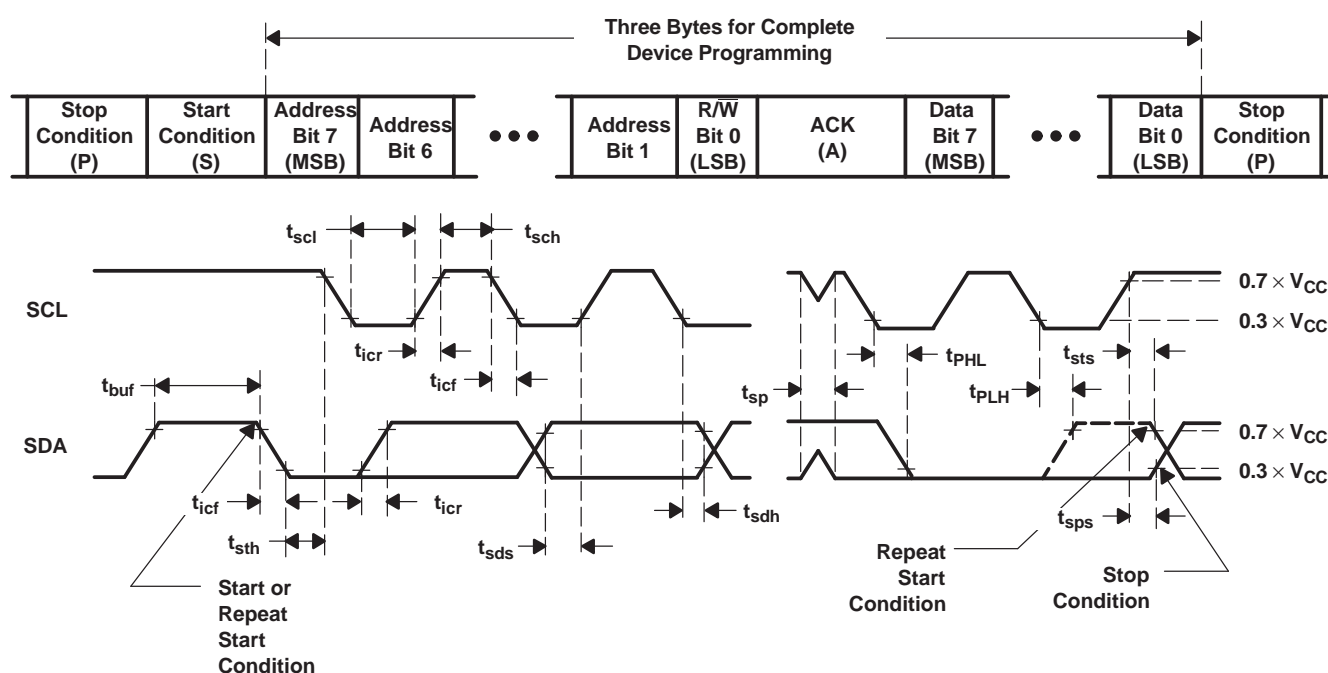 Three Bytes for Complete
Device Programming
Stop
Condition
(P)
Start
Condition
(S)
Address
Bit 7
(MSB)
Address
Bit 6
Address
Bit 1
R/W̅
Bit 0
(LSB)
ACK
(A)
Data
Bit 7
(MSB)
Data
Bit 0
(LSB)
Stop
Condition
(P)
tscl
tsch
SCL
0.7 × VCC
0.3 × VCC
ticr
ticf
tPHL
tsts
tbuf
tsp
tPLH
SDA
0.7 × VCC
0.3 × VCC
ticf
ticr
tsdh
tsps
tsth
tsds
Start or
Repeat
Start
Condition
Repeat
Start
Condition
Stop
Condition